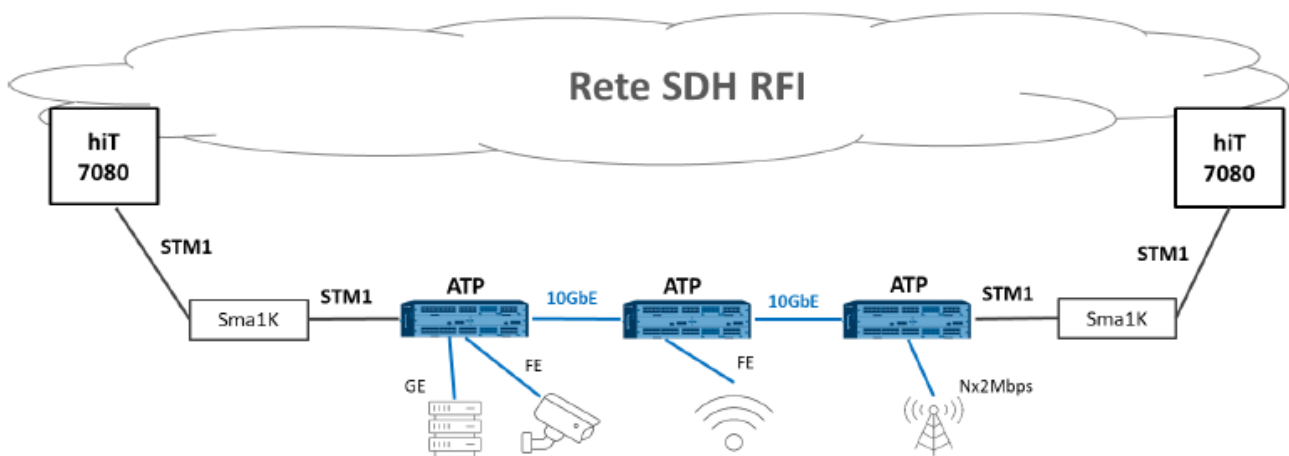 Rete SDH RFI
hiT
7080
hiT
7080
STM1
STM1
Sma1K
STM1
ATP
10GbE
ATP
10GbE
ATP
STM1
Sma1K
GE
FE
FE
Nx2Mbps